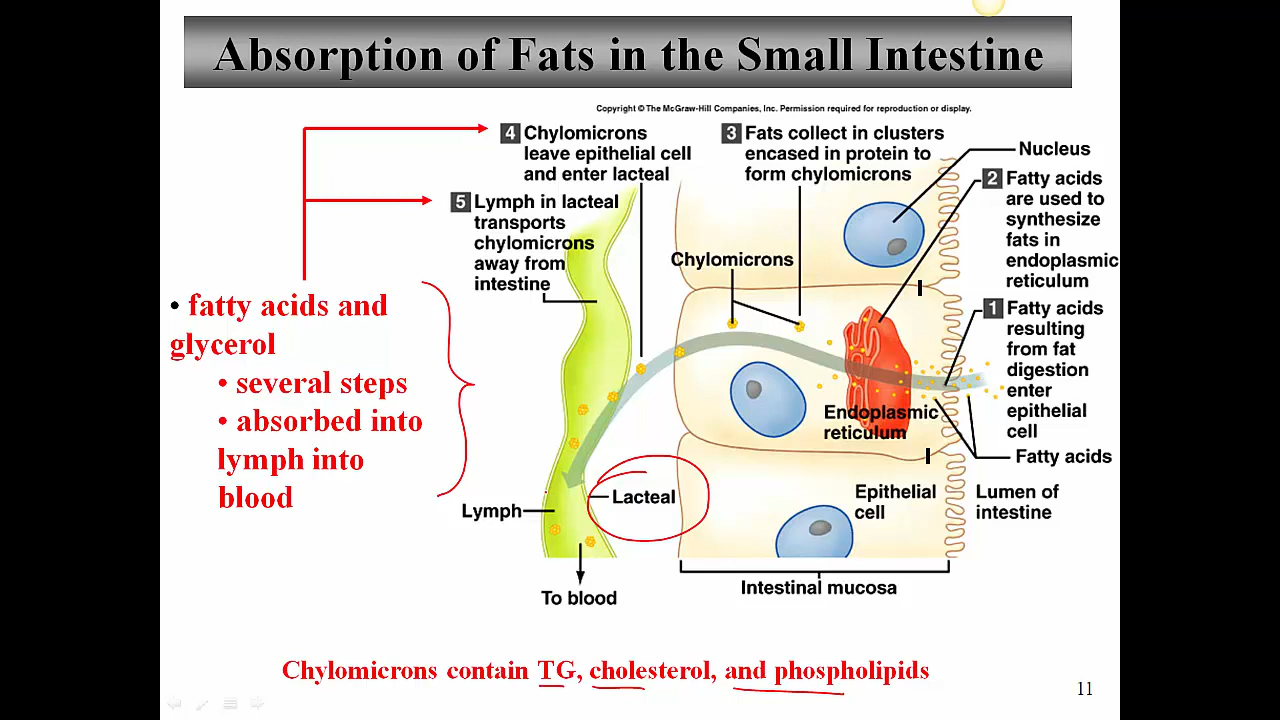 Absorption of Fats in the Small Intestine
Copyright © The McGraw-Hill Companies, Inc. Permission required for reproduction or display.
4 Chylomicrons
leave epithelial cell
and enter lacteal
3 Fats collect in clusters
encased in protein to
form chylomicrons
Nucleus
2 Fatty acids
are used to
synthesize
fats in
endoplasmic
reticulum
5 Lymph in lacteal
transports
chylomicrons
away from
intestine
Chylomicrons
1 Fatty acids
resulting
from fat
digestion
enter
epithelial
cell
• fatty acids and
glycerol
• several steps
• absorbed into
lymph into
blood
Endoplasmic
reticulum
Fatty acids
Lacteal
Lymph
Epithelial
cell
Lumen of
intestine
To blood
Intestinal mucosa
Chylomicrons contain TG, cholesterol, and phospholipids
11